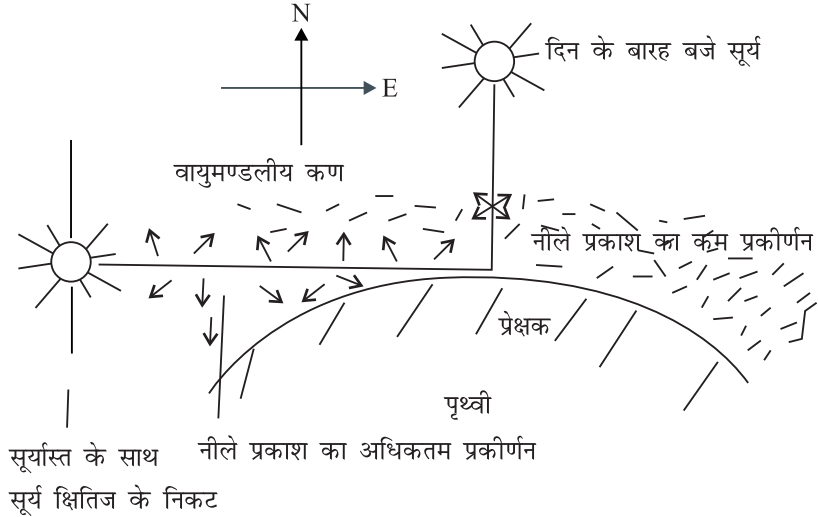 N
E
दिन के बारह बजे सूर्य
वायुमण्डलीय कण
नीले प्रकाश का कम प्रकीर्णन
प्रेक्षक
पृथ्वी
सूर्यास्त के साथ
सूर्य क्षितिज के निकट
नीले प्रकाश का अधिकतम प्रकीर्णन